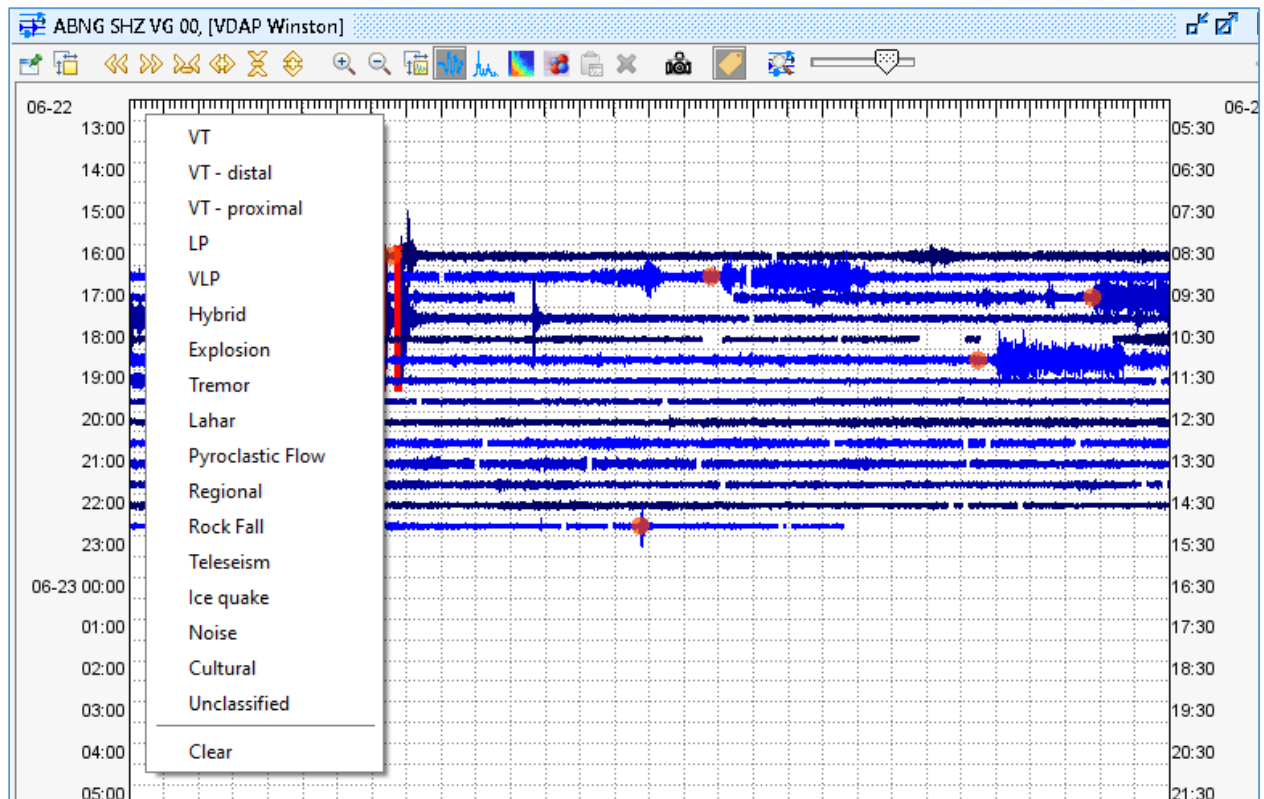 ABNG SHZ VG 00, [VDAP Winston]
06-22
06-2
13:00
05:30
14:00
06:30
15:00
07:30
16:00
08:30
17:00
09:30
18:00
10:30
19:00
11:30
20:00
12:30
21:00
13:30
22:00
14:30
23:00
15:30
06-23 00:00
16:30
01:00
17:30
02:00
18:30
03:00
19:30
04:00
20:30
05:00
21:30
VT
VT - distal
VT - proximal
LP
VLP
Hybrid
Explosion
Tremor
Lahar
Pyroclastic Flow
Regional
Rock Fall
Teleseism
Ice quake
Noise
Cultural
Unclassified
Clear